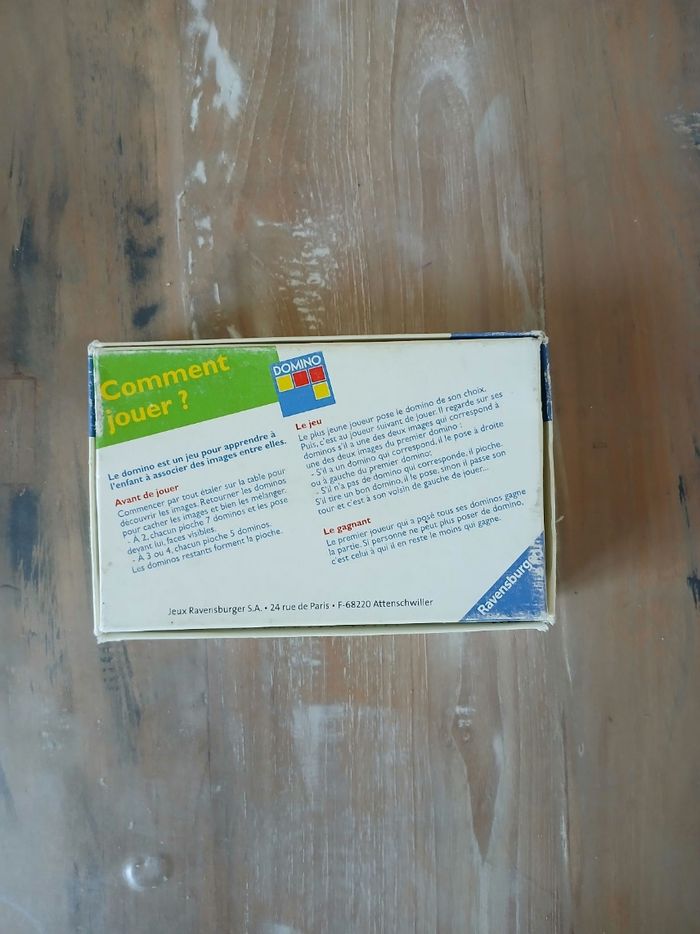 Comment
jouer ?
DOMINO
Le domino est un jeu pour apprendre à
l'enfant à associer des images entre elles.
Avant de jouer
Commencer par tout étaler sur la table pour
découvrir les images. Retourner les dominos
pour cacher les images et bien les mélanger.
- A 2, chacun pioche 7 dominos et les pose
devant lui, faces visibles.
- A 3 ou 4, chacun pioche 5 dominos.
Les dominos restants forment la pioche.
Le jeu
Le plus jeune joueur pose le domino de son choix.
Puis, c'est au joueur suivant de jouer. Il regarde sur ses
dominos s'il a une des deux images qui correspond à
une des deux images du premier domino :
- S'il a un domino qui correspond, il le pose à droite
ou à gauche du premier domino;
- S'il n'a pas de domino qui corresponde, il pioche.
S'il tire un bon domino, il le pose, sinon il passe son
tour et c'est à son voisin de gauche de jouer...
Le gagnant
Le premier joueur qui a posé tous ses dominos gagne
la partie. Si personne ne peut plus poser de domino,
c'est celui à qui il en reste le moins qui gagne.
Jeux Ravensburger S.A. • 24 rue de Paris • F-68220 Attenschwiller
Ravensburger